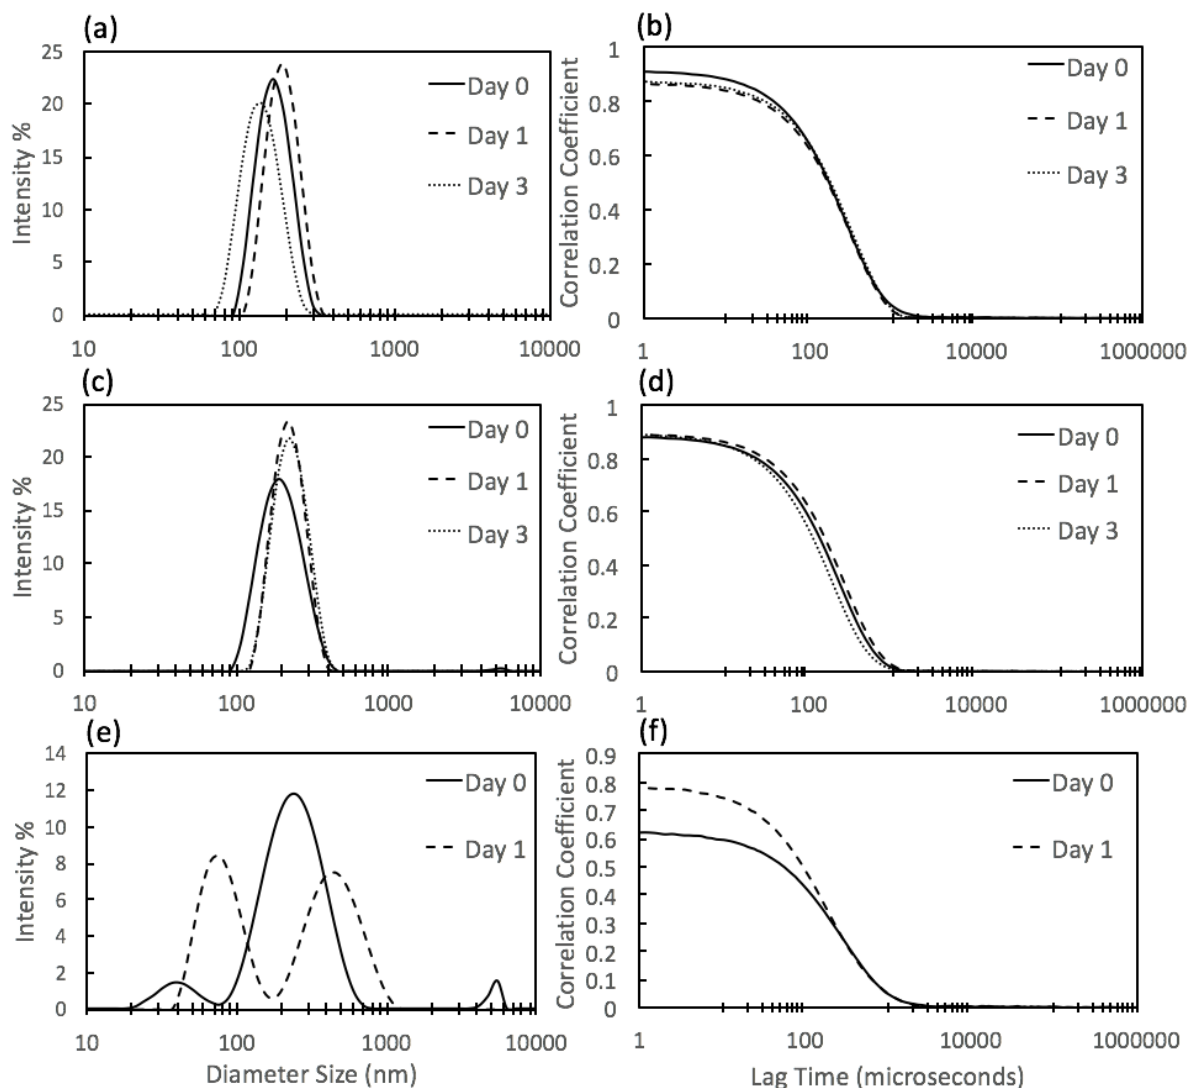 (a)
25
20
15
10
5
0
Intensity %
Day 0
Day 1
Day 3
10 100 1000 10000
(b)
1
0.8
0.6
0.4
0.2
0
Correlation Coefficient
Day 0
Day 1
Day 3
1 100 10000 1000000
(c)
25
20
15
10
5
0
Intensity %
Day 0
Day 1
Day 3
10 100 1000 10000
(d)
1
0.8
0.6
0.4
0.2
0
Correlation Coefficient
Day 0
Day 1
Day 3
1 100 10000 1000000
(e)
14
12
10
8
6
4
2
0
Intensity %
Day 0
Day 1
10 100 1000 10000
Diameter Size (nm)
(f)
0.9
0.8
0.7
0.6
0.5
0.4
0.3
0.2
0.1
0
Correlation Coefficient
Day 0
Day 1
1 100 10000 1000000
Lag Time (microseconds)